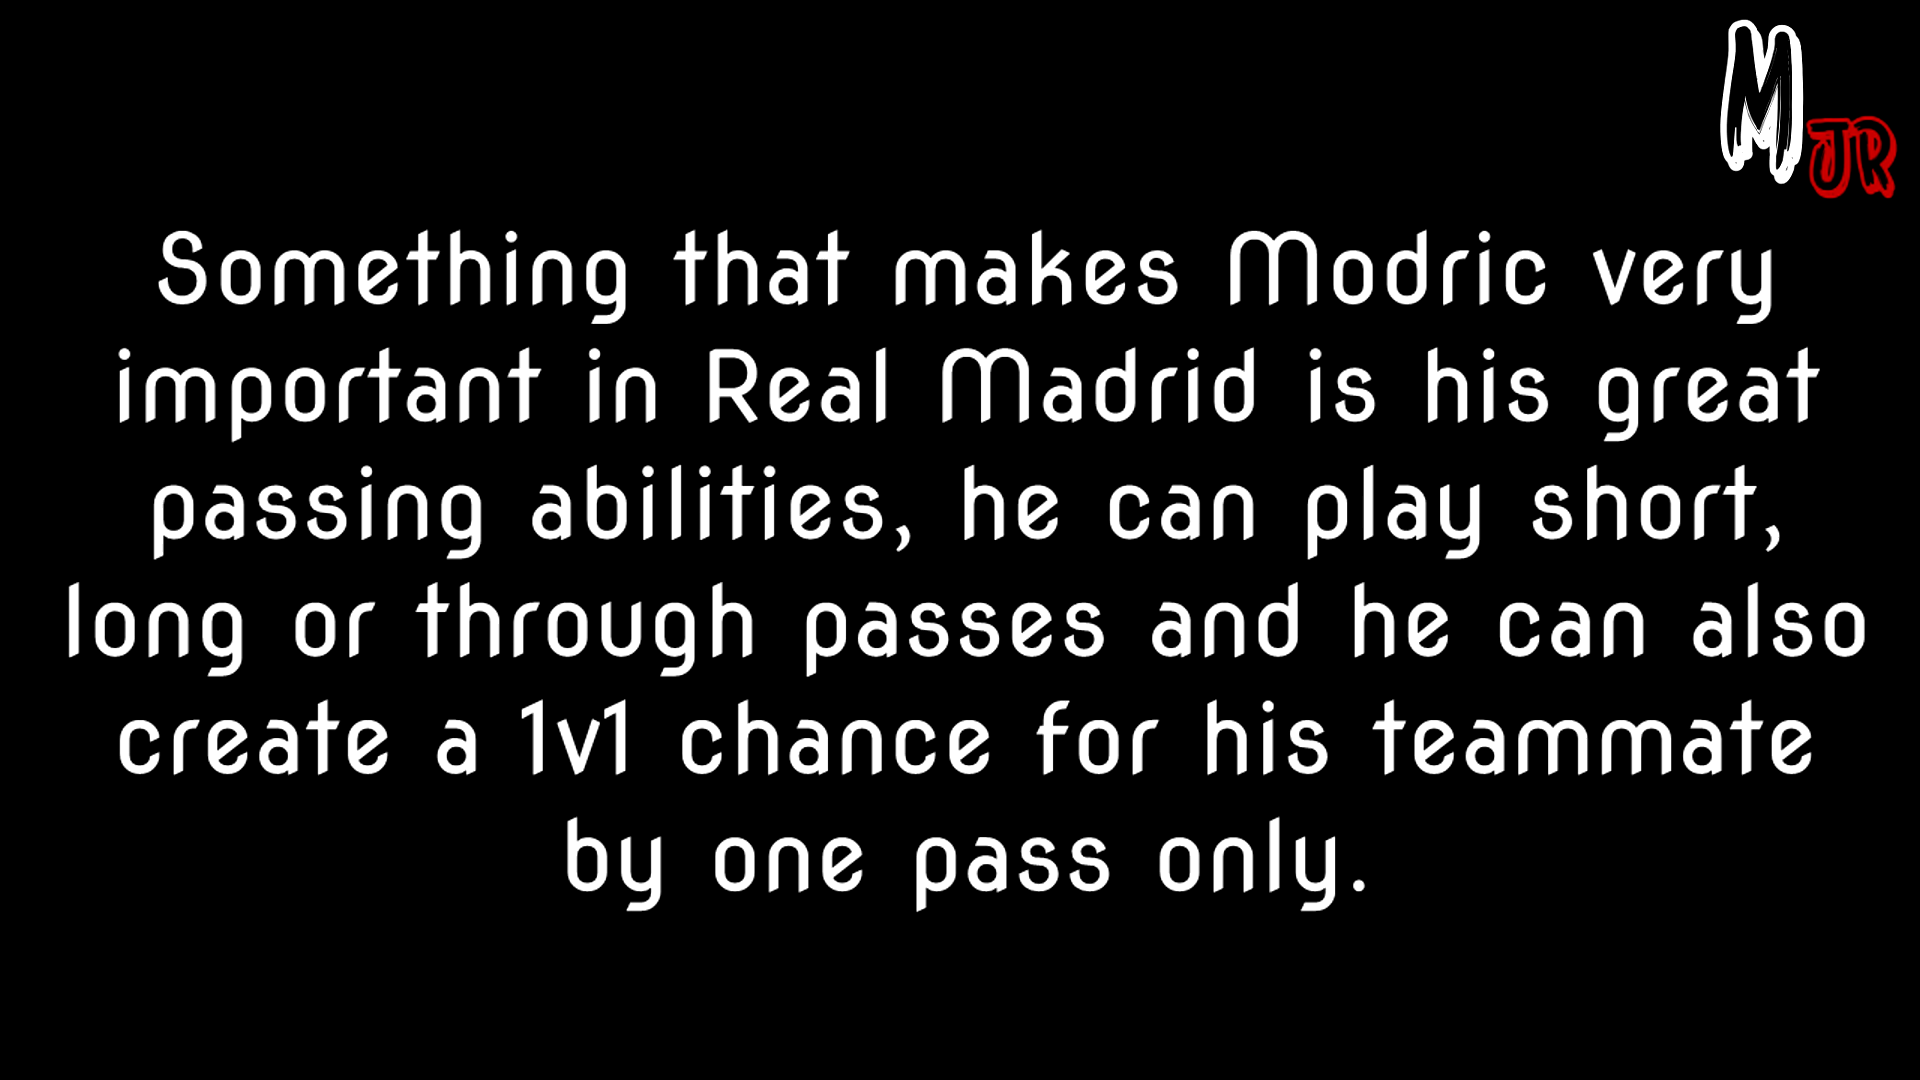 M
JR
Something that makes Modric very
important in Real Madrid is his great
passing abilities, he can play short,
long or through passes and he can also
create a 1v1 chance for his teammate
by one pass only.